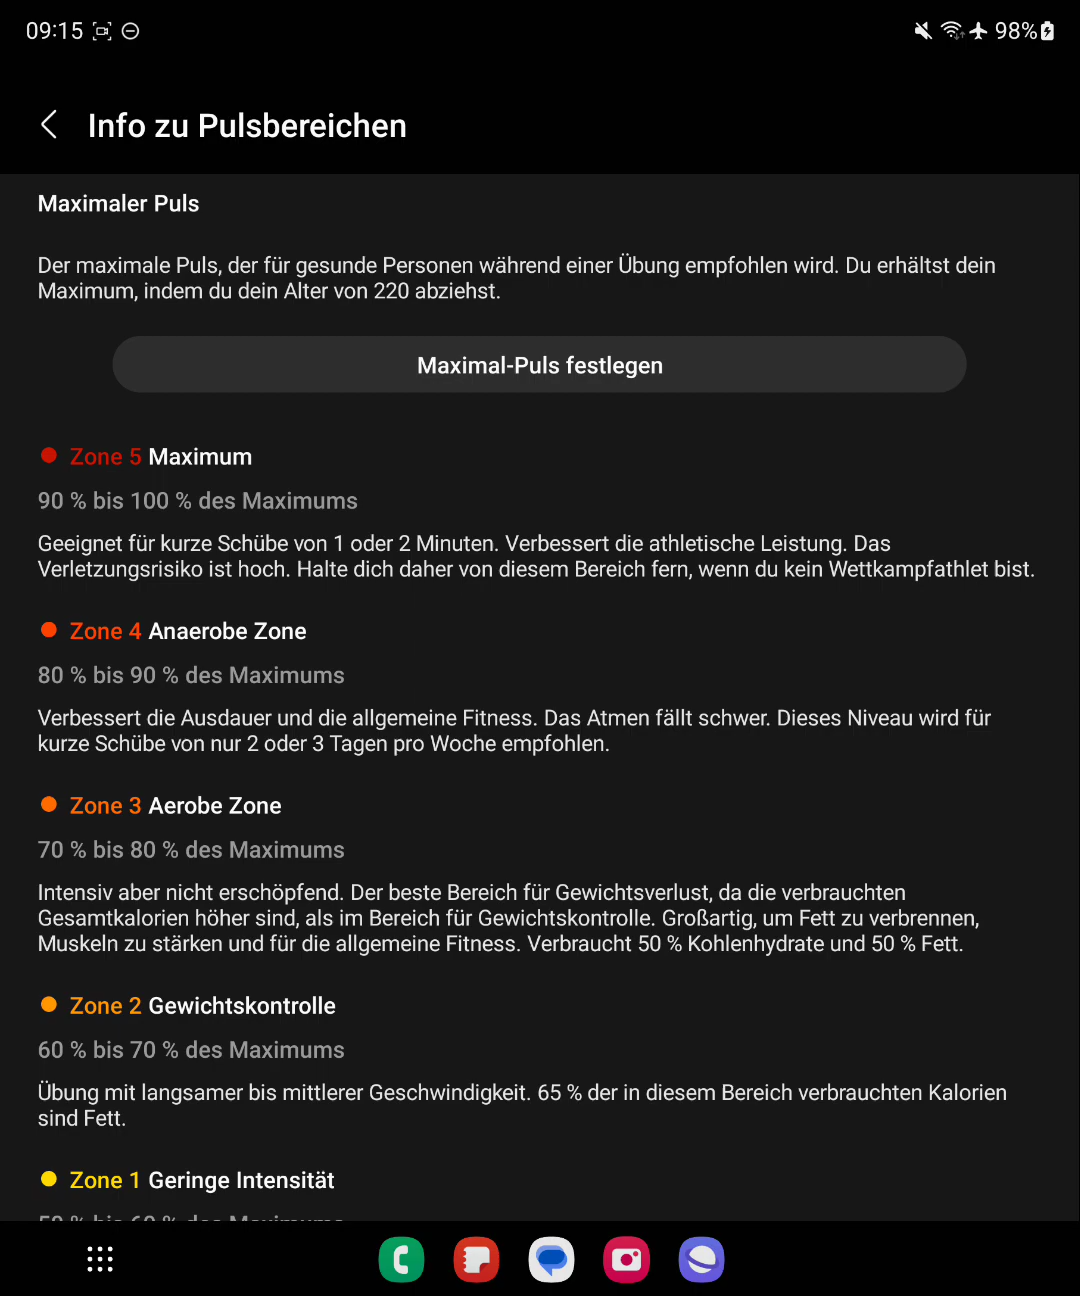 09:15
98%
Info zu Pulsbereichen
Maximaler Puls
Der maximale Puls, der für gesunde Personen während einer Übung empfohlen wird. Du erhältst dein
Maximum, indem du dein Alter von 220 abziehst.
Maximal-Puls festlegen
Zone 5 Maximum
90 % bis 100 % des Maximums
Geeignet für kurze Schübe von 1 oder 2 Minuten. Verbessert die athletische Leistung. Das
Verletzungsrisiko ist hoch. Halte dich daher von diesem Bereich fern, wenn du kein Wettkampfathlet bist.
Zone 4 Anaerobe Zone
80 % bis 90 % des Maximums
Verbessert die Ausdauer und die allgemeine Fitness. Das Atmen fällt schwer. Dieses Niveau wird für
kurze Schübe von nur 2 oder 3 Tagen pro Woche empfohlen.
Zone 3 Aerobe Zone
70 % bis 80 % des Maximums
Intensiv aber nicht erschöpfend. Der beste Bereich für Gewichtsverlust, da die verbrauchten
Gesamtkalorien höher sind, als im Bereich für Gewichtskontrolle. Großartig, um Fett zu verbrennen,
Muskeln zu stärken und für die allgemeine Fitness. Verbraucht 50 % Kohlenhydrate und 50 % Fett.
Zone 2 Gewichtskontrolle
60 % bis 70 % des Maximums
Übung mit langsamer bis mittlerer Geschwindigkeit. 65 % der in diesem Bereich verbrauchten Kalorien
sind Fett.
Zone 1 Geringe Intensität
50 % bis 60 % des Maximums